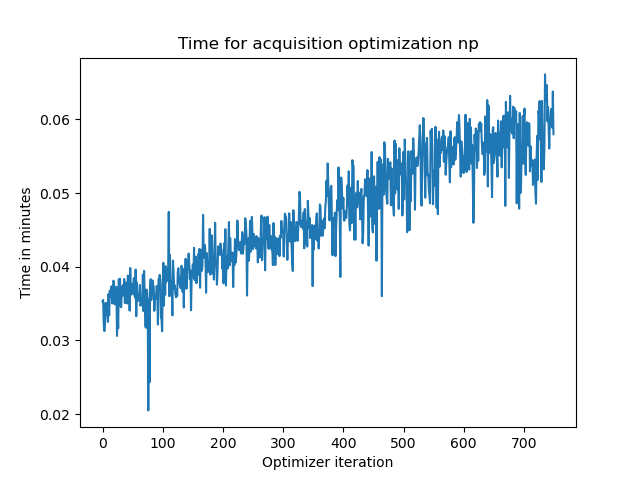 Time for acquisition optimization np
Time in minutes
0.06
0.05
0.04
0.03
0.02
0 100 200 300 400 500 600 700
Optimizer iteration